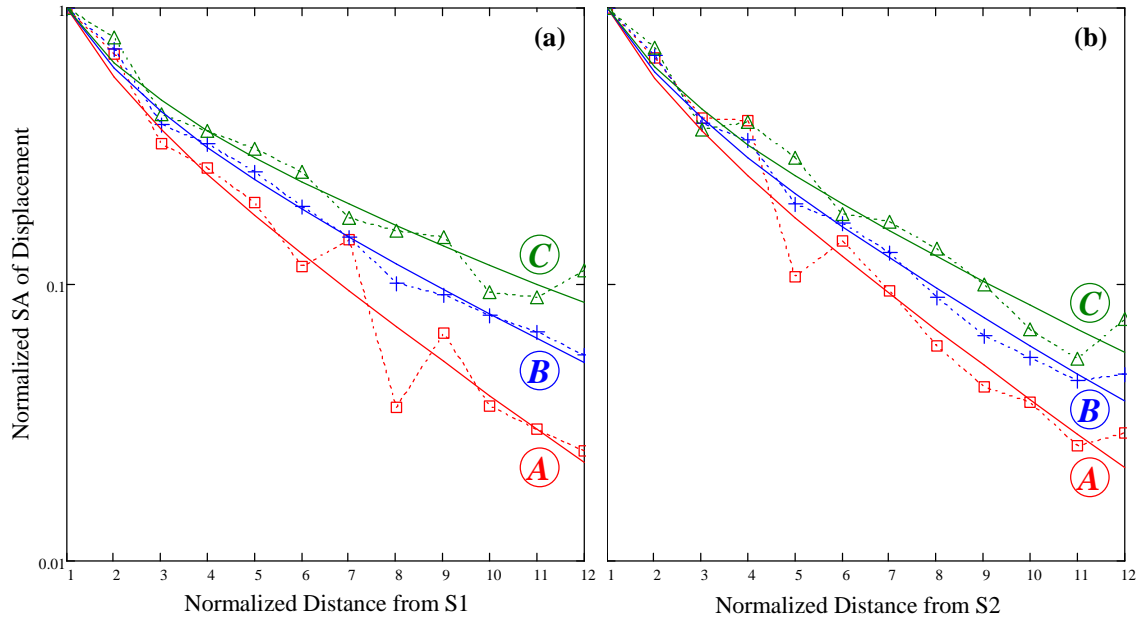 Normalized SA of Displacement
1
0.1
0.01
(a)
C
B
A
1 2 3 4 5 6 7 8 9 10 11 12
Normalized Distance from S1
(b)
C
B
A
1 2 3 4 5 6 7 8 9 10 11 12
Normalized Distance from S2